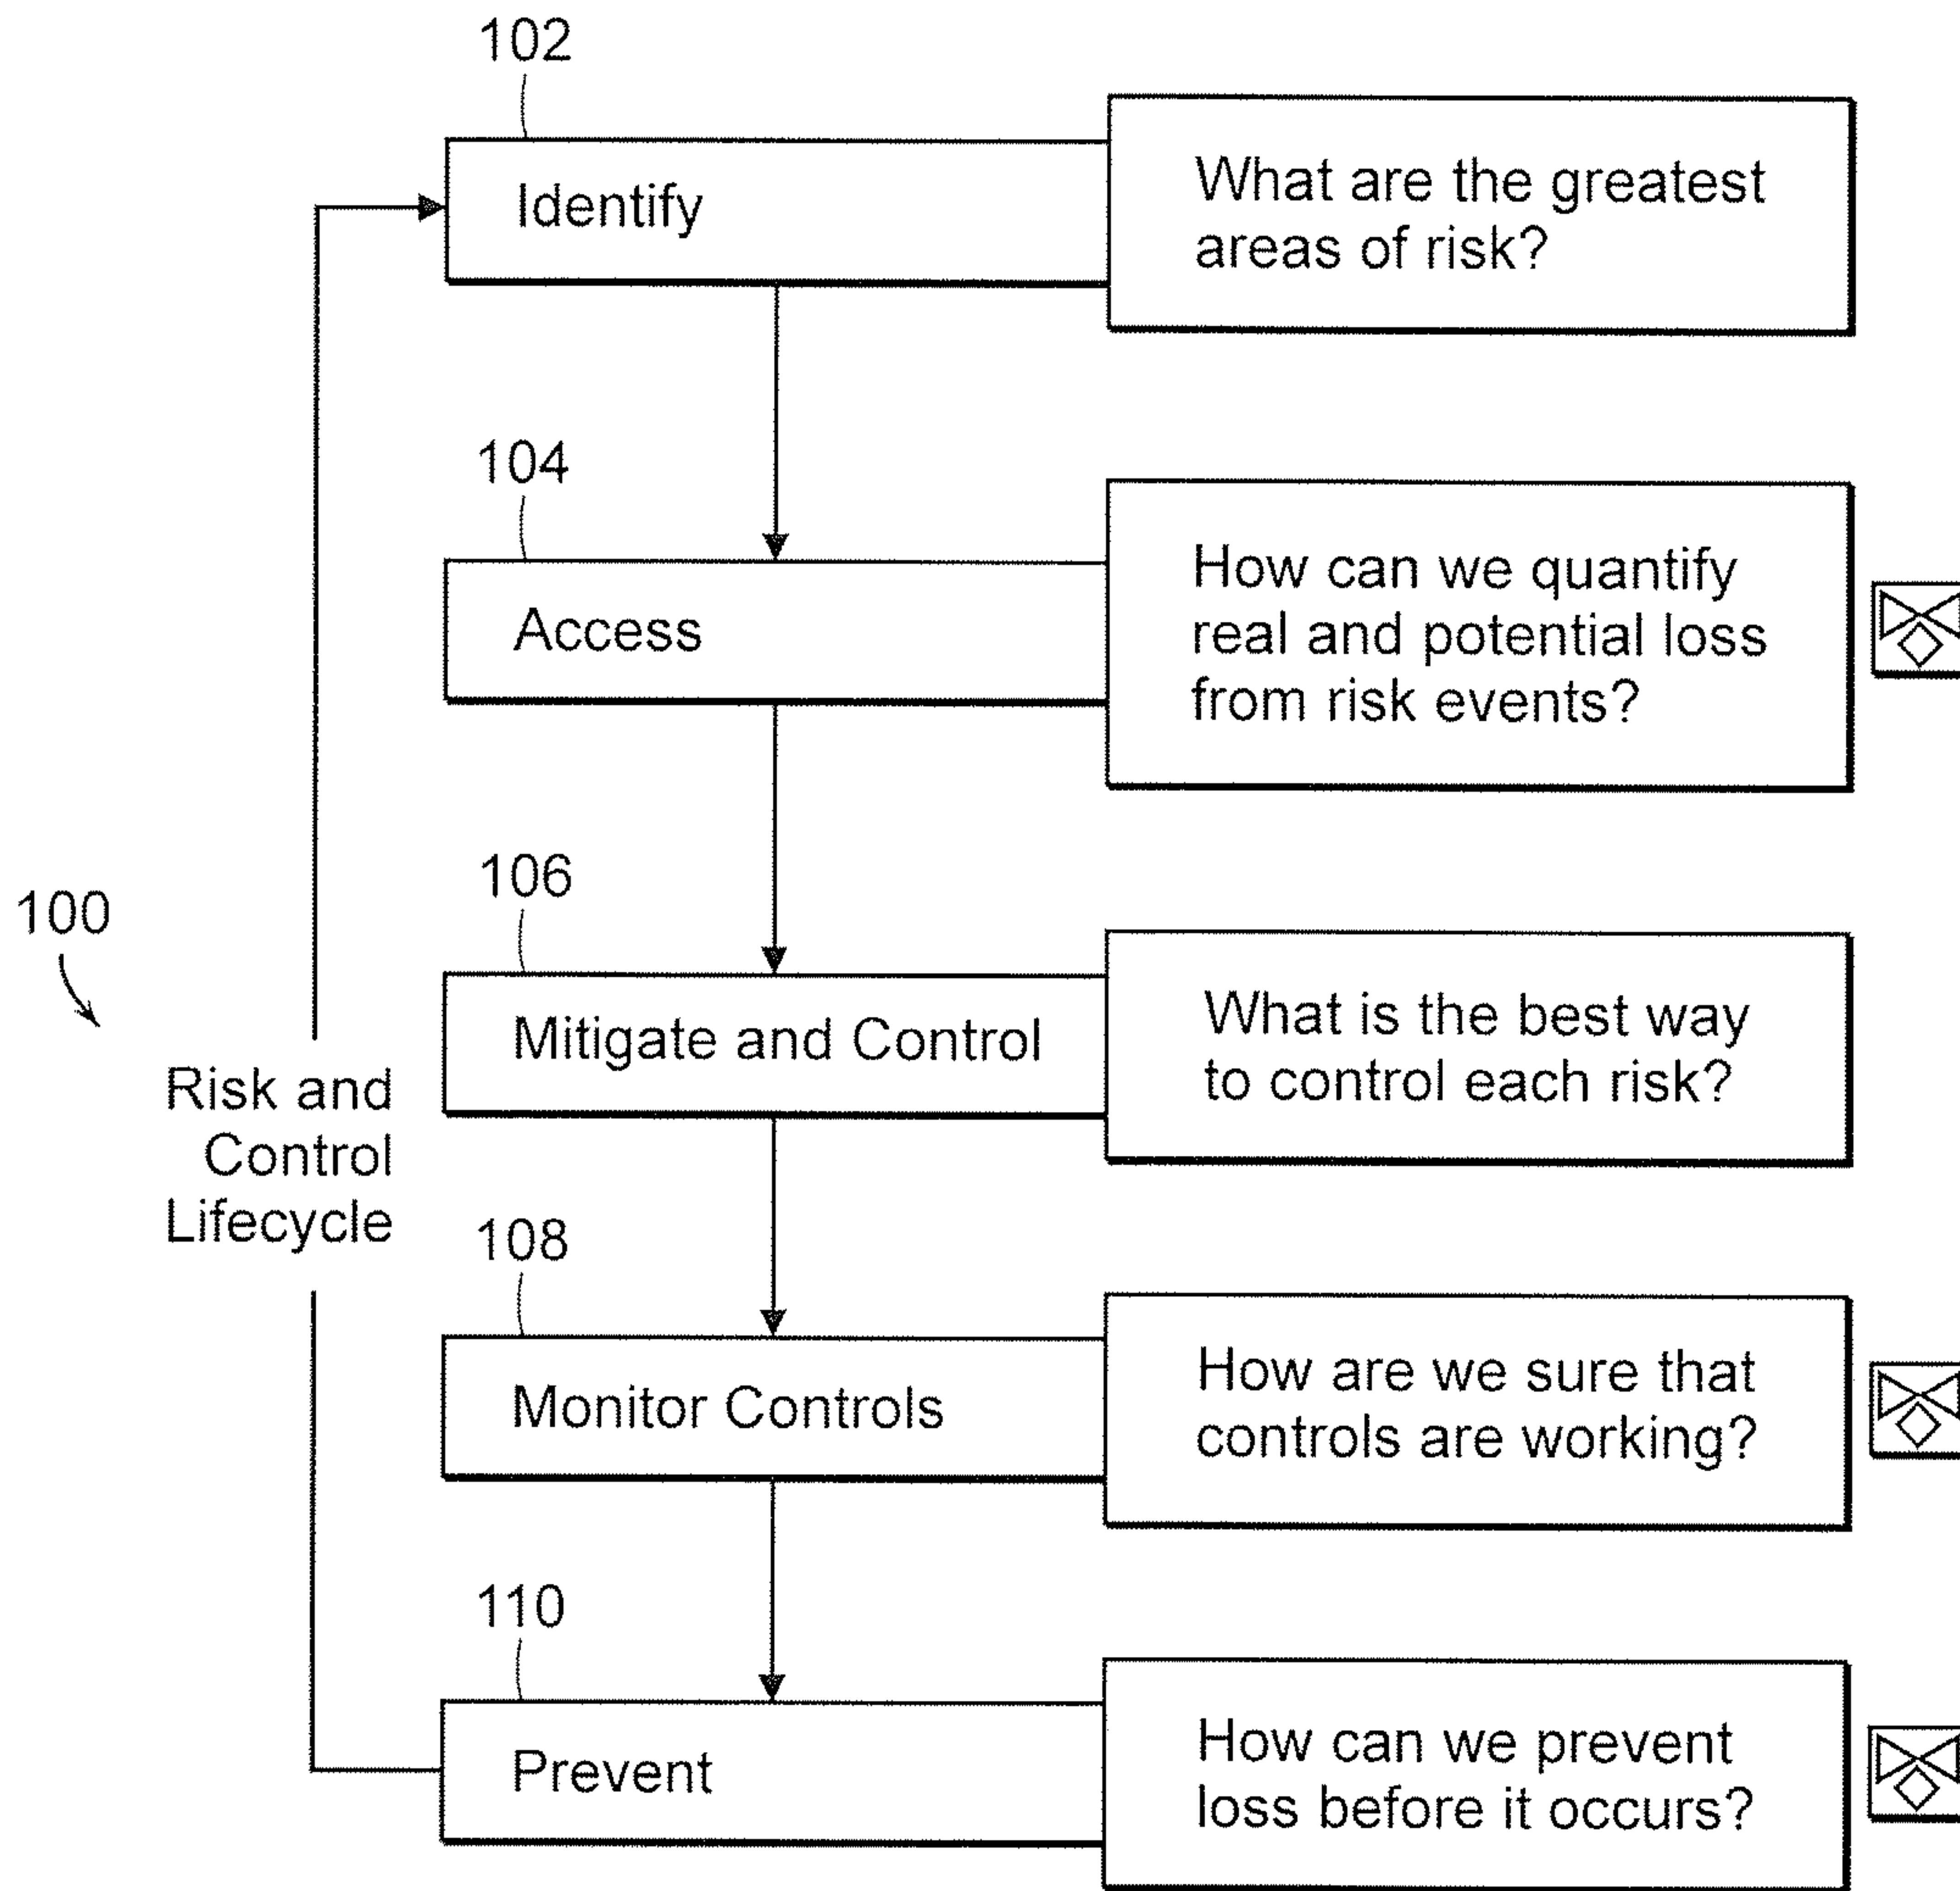 102
Identify
What are the greatest
areas of risk?
104
Access
How can we quantify
real and potential loss
from risk events?
100
106
Mitigate and Control
What is the best way
to control each risk?
Risk and
Control
Lifecycle
108
Monitor Controls
How are we sure that
controls are working?
110
Prevent
How can we prevent
loss before it occurs?